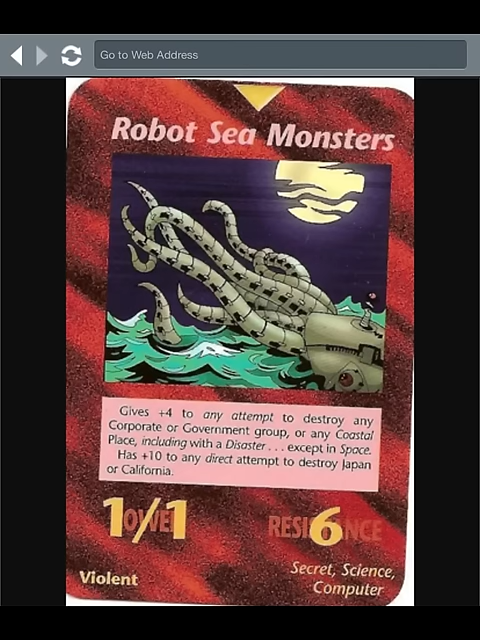 Go to Web Address
Robot Sea Monsters
Gives +4 to any attempt to destroy any
Corporate or Government group, or any Coastal
Place, including with a Disaster . . . except in Space.
Has +10 to any direct attempt to destroy Japan
or California.
POWER
1/1
RESISTANCE
6
Violent
Secret, Science,
Computer